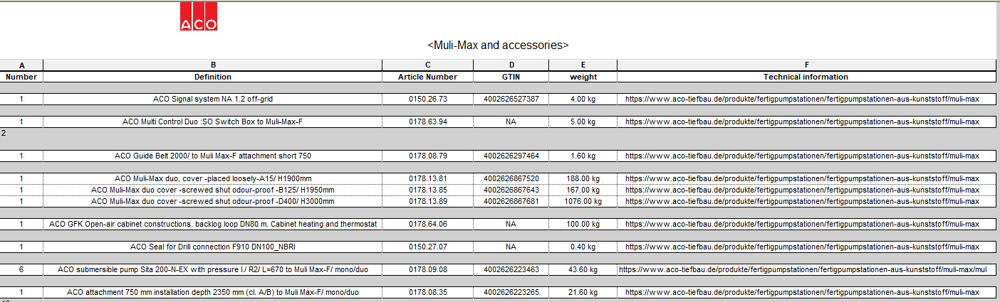 ACO
<Muli-Max and accessories>
A B C D E F
Number Definition Article Number GTIN weight Technical information
1 ACO Signal system NA 1.2 off-grid 0150.26.73 4002626527387 4.00 kg https://www.aco-tiefbau.de/produkte/fertigpumpstationen/fertigpumpstationen-aus-kunststoff/muli-max
1 ACO Multi Control Duo :SO Switch Box to Muli-Max-F 0178.63.94 NA 5.00 kg https://www.aco-tiefbau.de/produkte/fertigpumpstationen/fertigpumpstationen-aus-kunststoff/muli-max
2
1 ACO Guide Belt 2000/ to Muli Max-F attachment short 750 0178.08.79 4002626297464 1.60 kg https://www.aco-tiefbau.de/produkte/fertigpumpstationen/fertigpumpstationen-aus-kunststoff/muli-max
1 ACO Muli-Max duo, cover -placed loosely-A15/ H1900mm 0178.13.81 4002626867520 188.00 kg https://www.aco-tiefbau.de/produkte/fertigpumpstationen/fertigpumpstationen-aus-kunststoff/muli-max
1 ACO Muli-Max duo cover -screwed shut odour-proof -B125/ H1950mm 0178.13.85 4002626867643 167.00 kg https://www.aco-tiefbau.de/produkte/fertigpumpstationen/fertigpumpstationen-aus-kunststoff/muli-max
1 ACO Muli-Max duo cover -screwed shut odour-proof -D400/ H3000mm 0178.13.89 4002626867681 1076.00 kg https://www.aco-tiefbau.de/produkte/fertigpumpstationen/fertigpumpstationen-aus-kunststoff/muli-max
1 ACO GFK Open-air cabinet constructions. backlog loop DN80 m. Cabinet heating and thermostat 0178.64.06 NA 100.00 kg https://www.aco-tiefbau.de/produkte/fertigpumpstationen/fertigpumpstationen-aus-kunststoff/muli-max
1 ACO Seal for Drill connection F910 DN100_NBRI 0150.27.07 NA 0.40 kg https://www.aco-tiefbau.de/produkte/fertigpumpstationen/fertigpumpstationen-aus-kunststoff/muli-max
6 ACO submersible pump Sita 200-N-EX with pressure l./ R2/ L=670 to Muli Max-F/ mono/duo 0178.09.08 4002626223463 43.60 kg https://www.aco-tiefbau.de/produkte/fertigpumpstationen/fertigpumpstationen-aus-kunststoff/muli-max/mul
1 ACO attachment 750 mm installation depth 2350 mm (cl. A/B) to Muli Max-F/ mono/duo 0178.08.35 4002626223265 21.60 kg https://www.aco-tiefbau.de/produkte/fertigpumpstationen/fertigpumpstationen-aus-kunststoff/muli-max